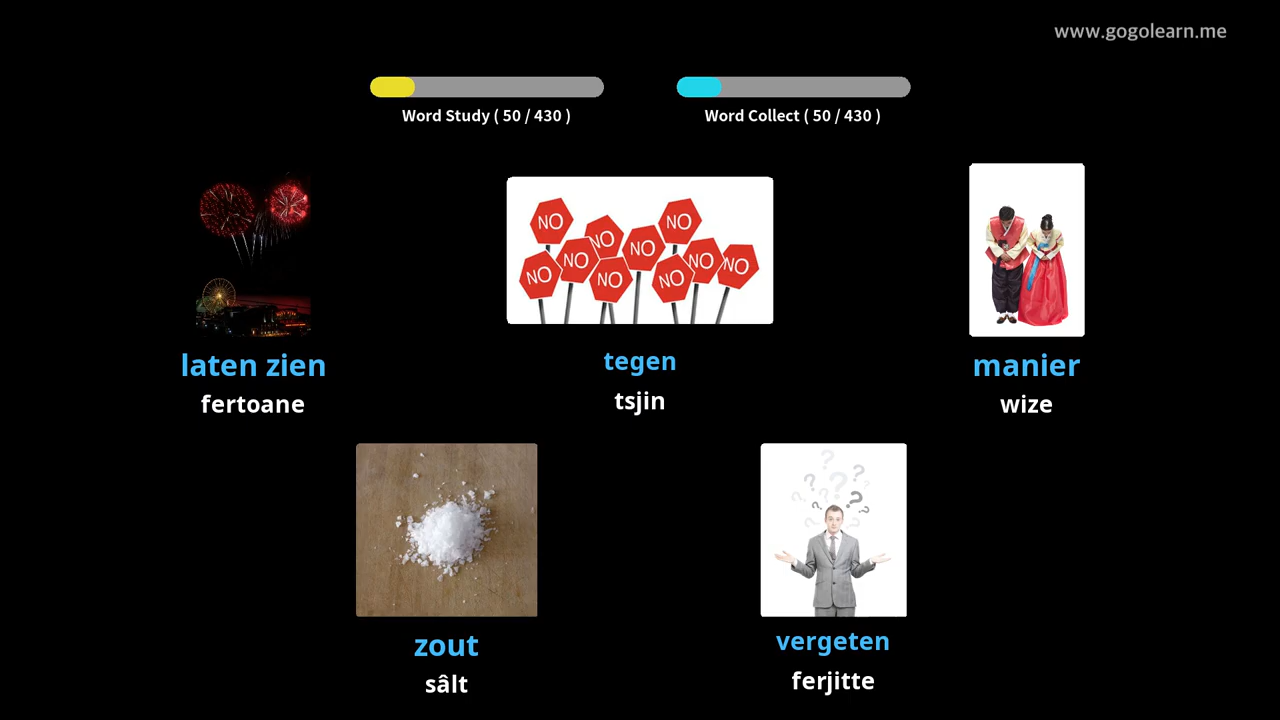 www.gogolearn.me
Word Study ( 50 / 430 )
Word Collect ( 50 / 430 )
NO
NO
NO
NO
NO
NO
NO
NO
NO
NO
laten zien
fertoane
tegen
tsjin
manier
wize
zout
sâlt
vergeten
ferjitte